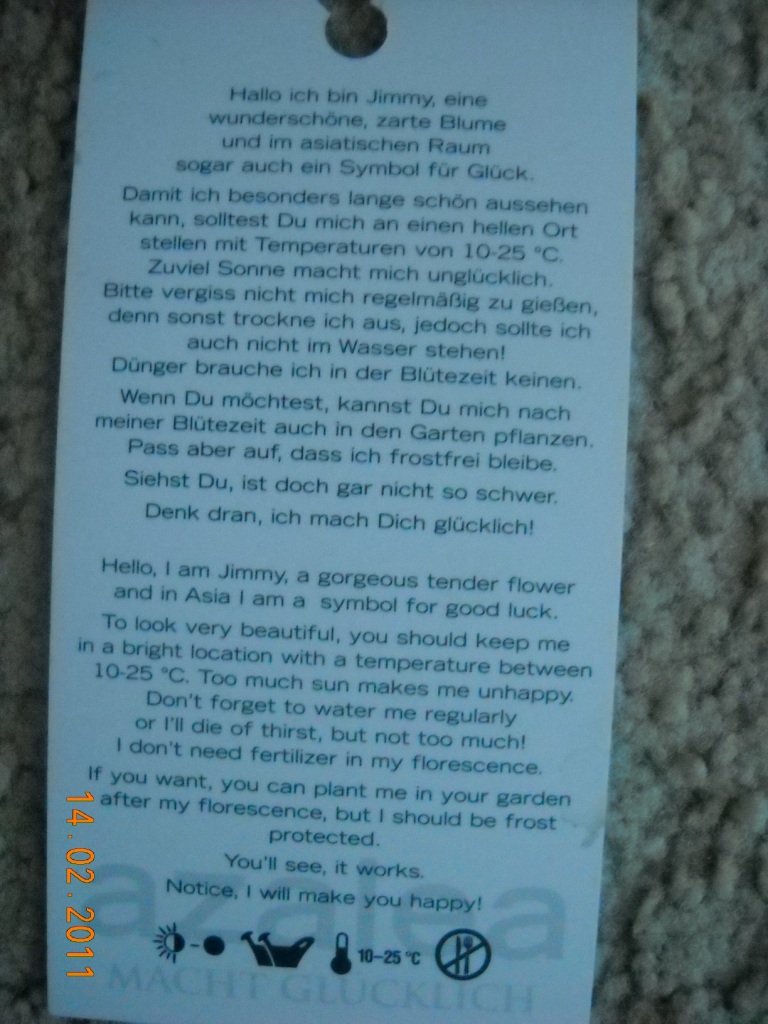 Hallo ich bin Jimmy, eine
wunderschöne, zarte Blume
und im asiatischen Raum
sogar auch ein Symbol für Glück.
Damit ich besonders lange schön aussehen
kann, solltest Du mich an einen hellen Ort
stellen mit Temperaturen von 10-25 °C.
Zuviel Sonne macht mich unglücklich.
Bitte vergiss nicht mich regelmäßig zu gießen,
denn sonst trockne ich aus, jedoch sollte ich
auch nicht im Wasser stehen!
Dünger brauche ich in der Blütezeit keinen.
Wenn Du möchtest, kannst Du mich nach
meiner Blütezeit auch in den Garten pflanzen.
Pass aber auf, dass ich frostfrei bleibe.
Siehst Du, ist doch gar nicht so schwer.
Denk dran, ich mach Dich glücklich!
Hello, I am Jimmy, a gorgeous tender flower
and in Asia I am a symbol for good luck.
To look very beautiful, you should keep me
in a bright location with a temperature between
10-25 °C. Too much sun makes me unhappy.
Don't forget to water me regularly
or I'll die of thirst, but not too much!
I don't need fertilizer in my florescence.
If you want, you can plant me in your garden
after my florescence, but I should be frost
protected.
You'll see, it works.
Notice, I will make you happy!
azalea
10-25 °C
MACHT GLÜCKLICH
14.02.2011